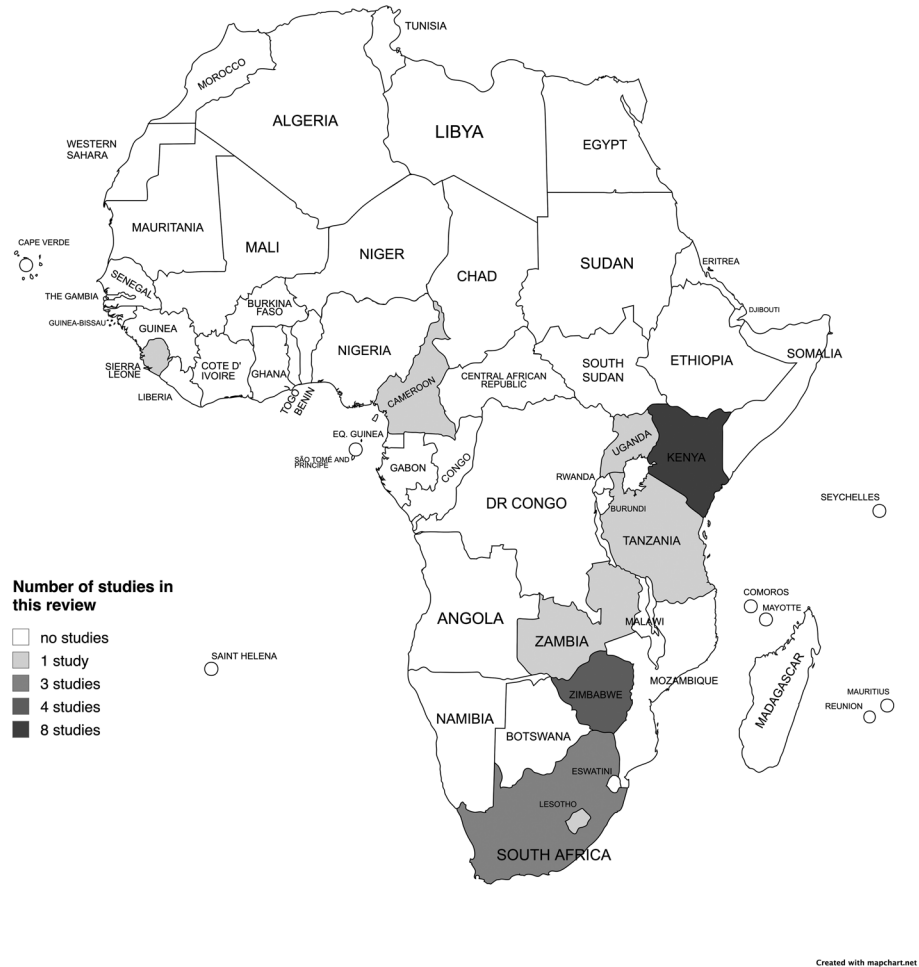 TUNISIA
MOROCCO
ALGERIA
LIBYA
EGYPT
WESTERN
SAHARA
MAURITANIA
MALI
NIGER
CHAD
SUDAN
ERITREA
CAPE VERDE
SENEGAL
THE GAMBIA
GUINEA-BISSAU
GUINEA
BURKINA
FASO
DJIBOUTI
SIERRA
LEONE
COTE D'
IVOIRE
GHANA
NIGERIA
SOUTH
SUDAN
ETHIOPIA
SOMALIA
LIBERIA
TOGO
BENIN
CAMEROON
CENTRAL AFRICAN
REPUBLIC
EQ. GUINEA
SÃO TOMÉ AND
PRINCIPE
GABON
CONGO
UGANDA
KENYA
RWANDA
DR CONGO
BURUNDI
SEYCHELLES
TANZANIA
Number of studies in
this review
no studies
1 study
3 studies
4 studies
8 studies
ANGOLA
ZAMBIA
MALAWI
COMOROS
MAYOTTE
SAINT HELENA
MOZAMBIQUE
MADAGASCAR
MAURITIUS
REUNION
ZIMBABWE
NAMIBIA
BOTSWANA
ESWATINI
LESOTHO
SOUTH AFRICA
Created with mapchart.net